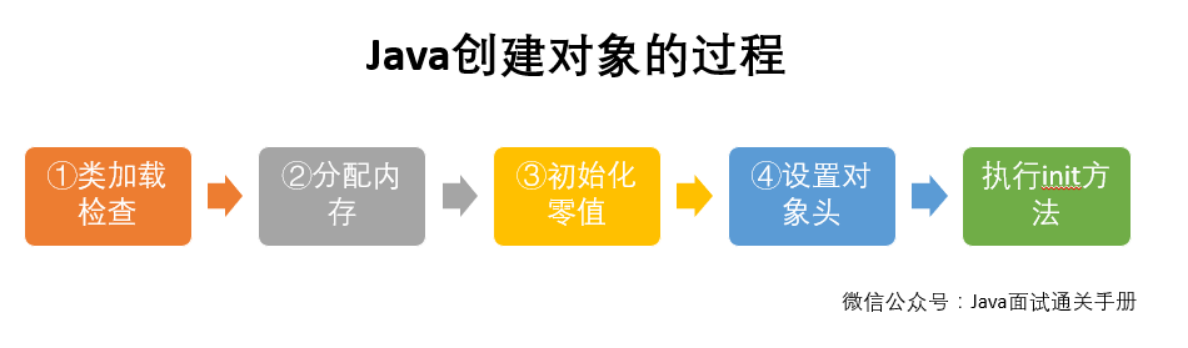 Java创建对象的过程
①类加载
检查
②分配内
存
③初始化
零值
④设置对
象头
执行init方
法
微信公众号：Java面试通关手册